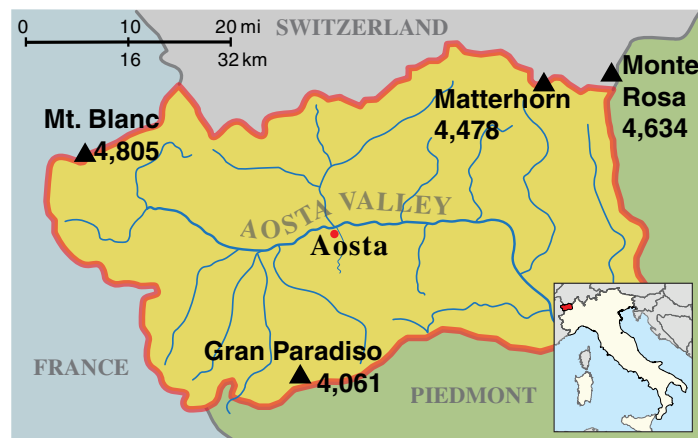 0 10 20 mi
16 32 km
SWITZERLAND
Monte
Rosa
4,634
Matterhorn
4,478
Mt. Blanc
4,805
AOSTA VALLEY
Aosta
Gran Paradiso
4,061
FRANCE
PIEDMONT